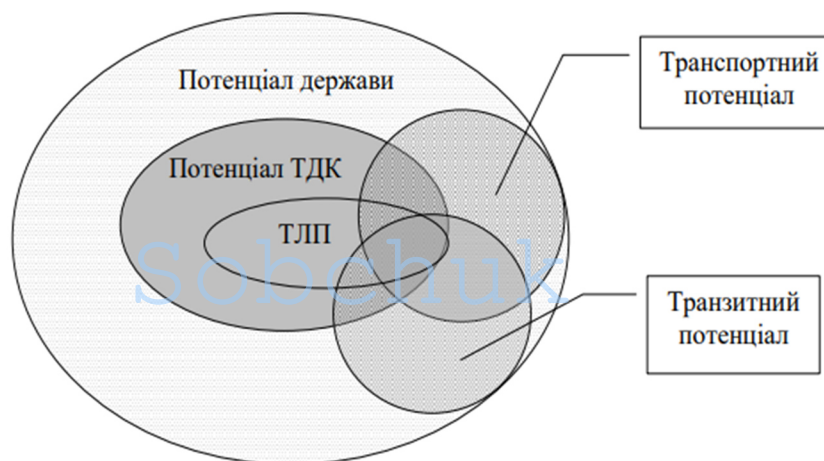 Потенціал держави
Транспортний
потенціал
Потенціал ТДК
ТЛП
Sobchuk
Транзитний
потенціал